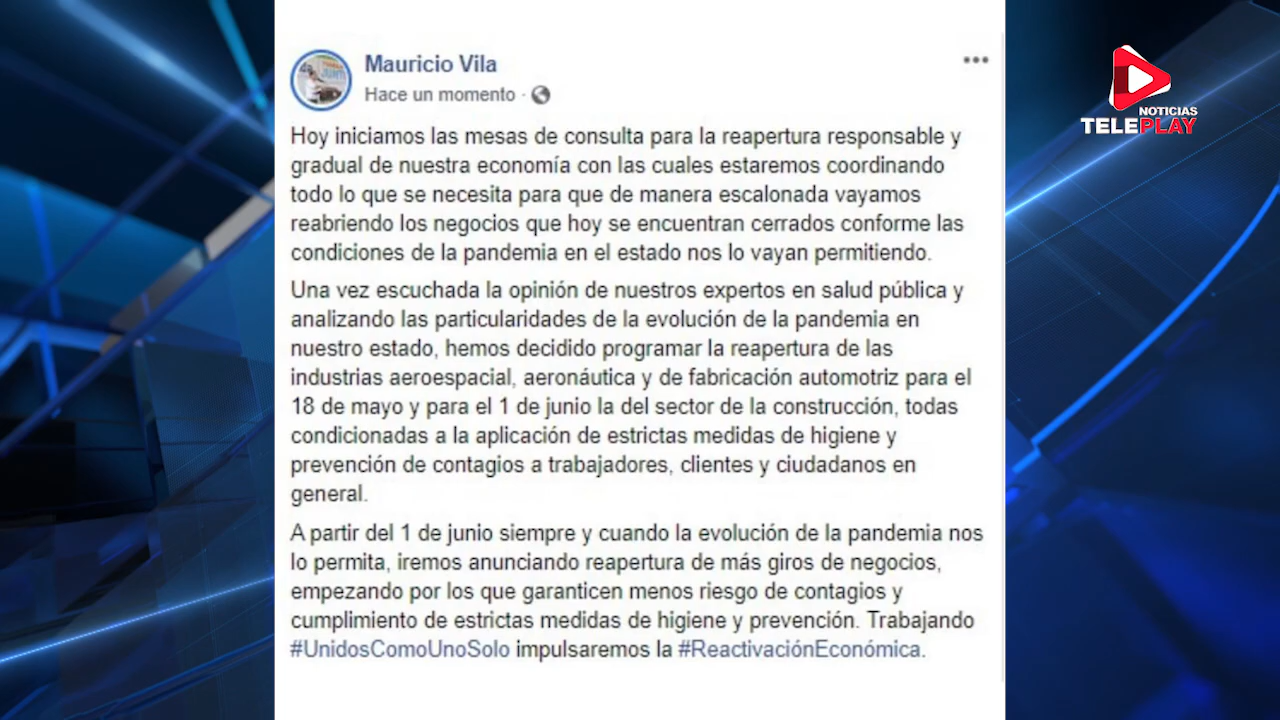 Mauricio Vila
Hace un momento ·
Hoy iniciamos las mesas de consulta para la reapertura responsable y
gradual de nuestra economía con las cuales estaremos coordinando
todo lo que se necesita para que de manera escalonada vayamos
reabriendo los negocios que hoy se encuentran cerrados conforme las
condiciones de la pandemia en el estado nos lo vayan permitiendo.
Una vez escuchada la opinión de nuestros expertos en salud pública y
analizando las particularidades de la evolución de la pandemia en
nuestro estado, hemos decidido programar la reapertura de las
industrias aeroespacial, aeronáutica y de fabricación automotriz para el
18 de mayo y para el 1 de junio la del sector de la construcción, todas
condicionadas a la aplicación de estrictas medidas de higiene y
prevención de contagios a trabajadores, clientes y ciudadanos en
general.
A partir del 1 de junio siempre y cuando la evolución de la pandemia nos
lo permita, iremos anunciando reapertura de más giros de negocios,
empezando por los que garanticen menos riesgo de contagios y
cumplimiento de estrictas medidas de higiene y prevención. Trabajando
#UnidosComoUnoSolo impulsaremos la #ReactivaciónEconómica.
NOTICIAS
TELEPLAY